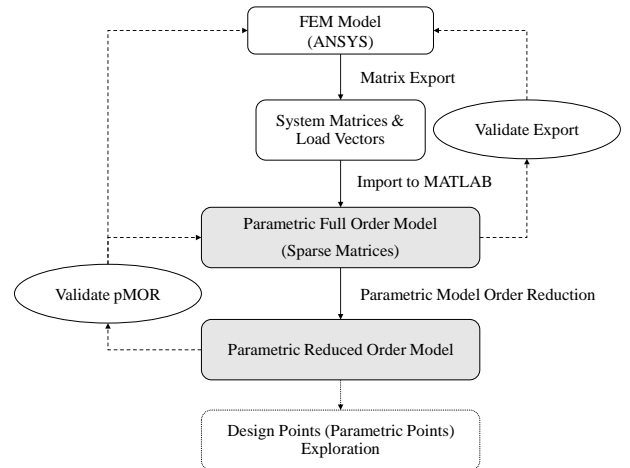 FEM Model
(ANSYS)
Matrix Export
System Matrices &
Load Vectors
Validate Export
Import to MATLAB
Parametric Full Order Model
(Sparse Matrices)
Validate pMOR
Parametric Model Order Reduction
Parametric Reduced Order Model
Design Points (Parametric Points)
Exploration